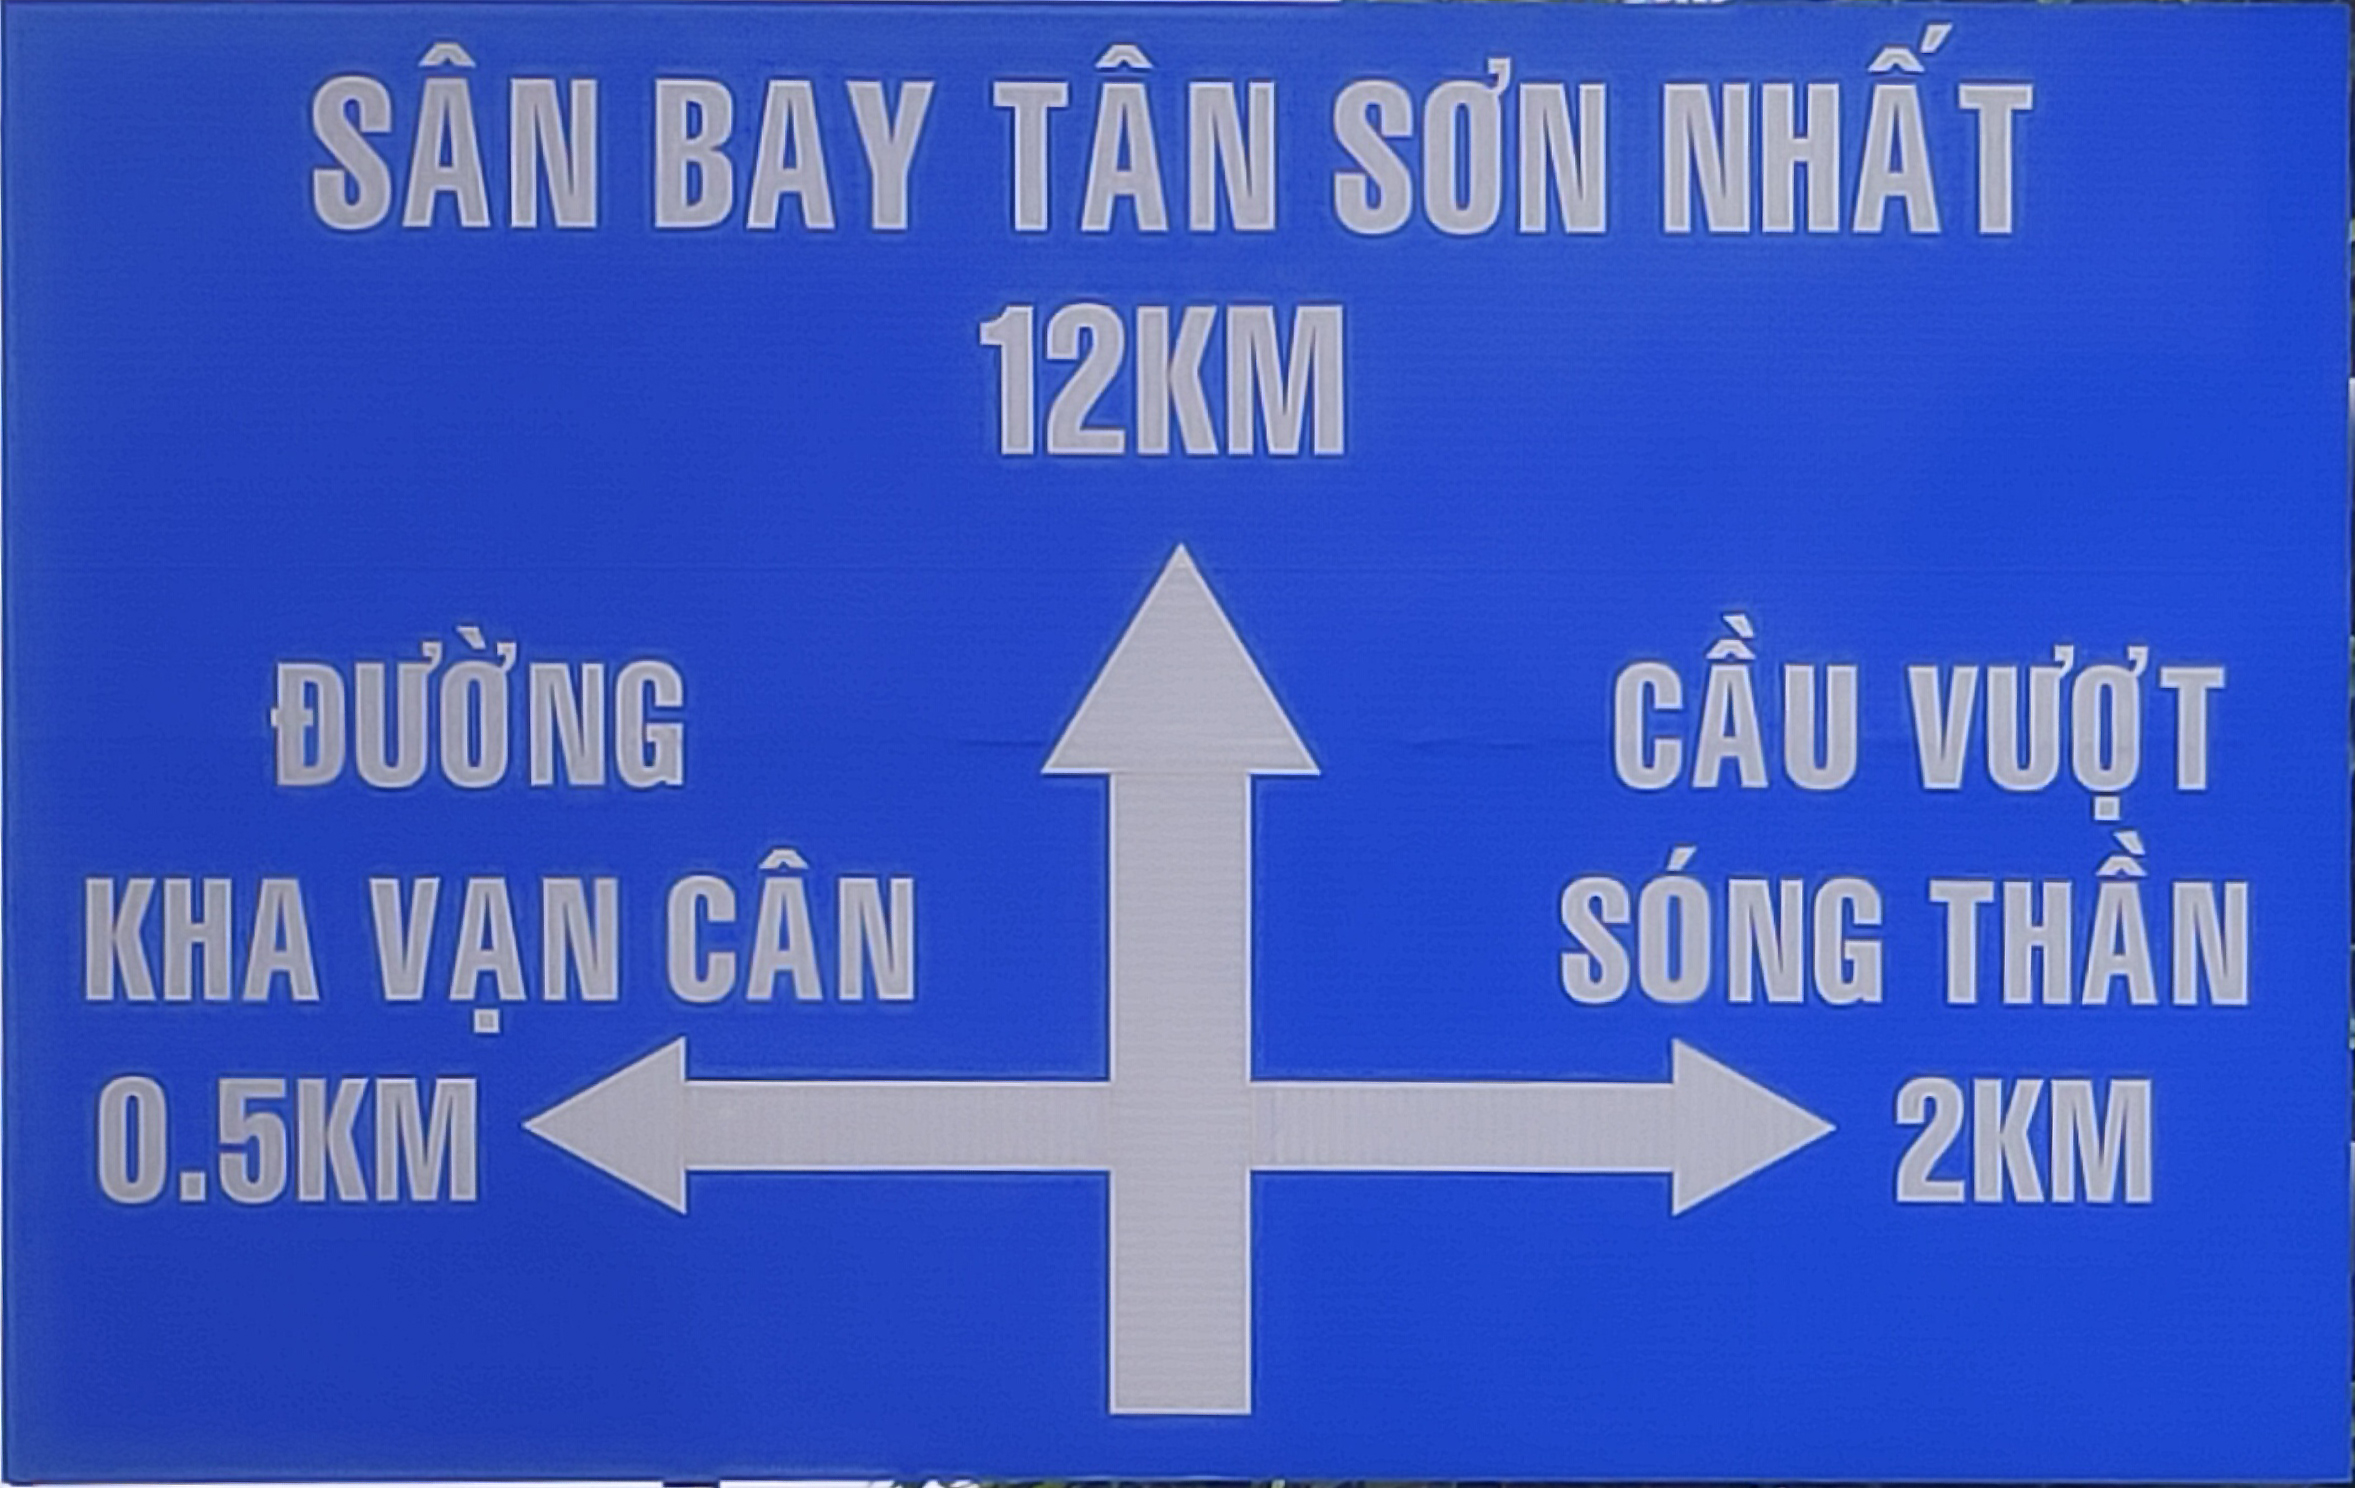 SÂN BAY TÂN SƠN NHẤT
12KM
ĐƯỜNG
KHA VẠN CÂN
0.5KM
CẦU VƯỢT
SÓNG THẦN
2KM